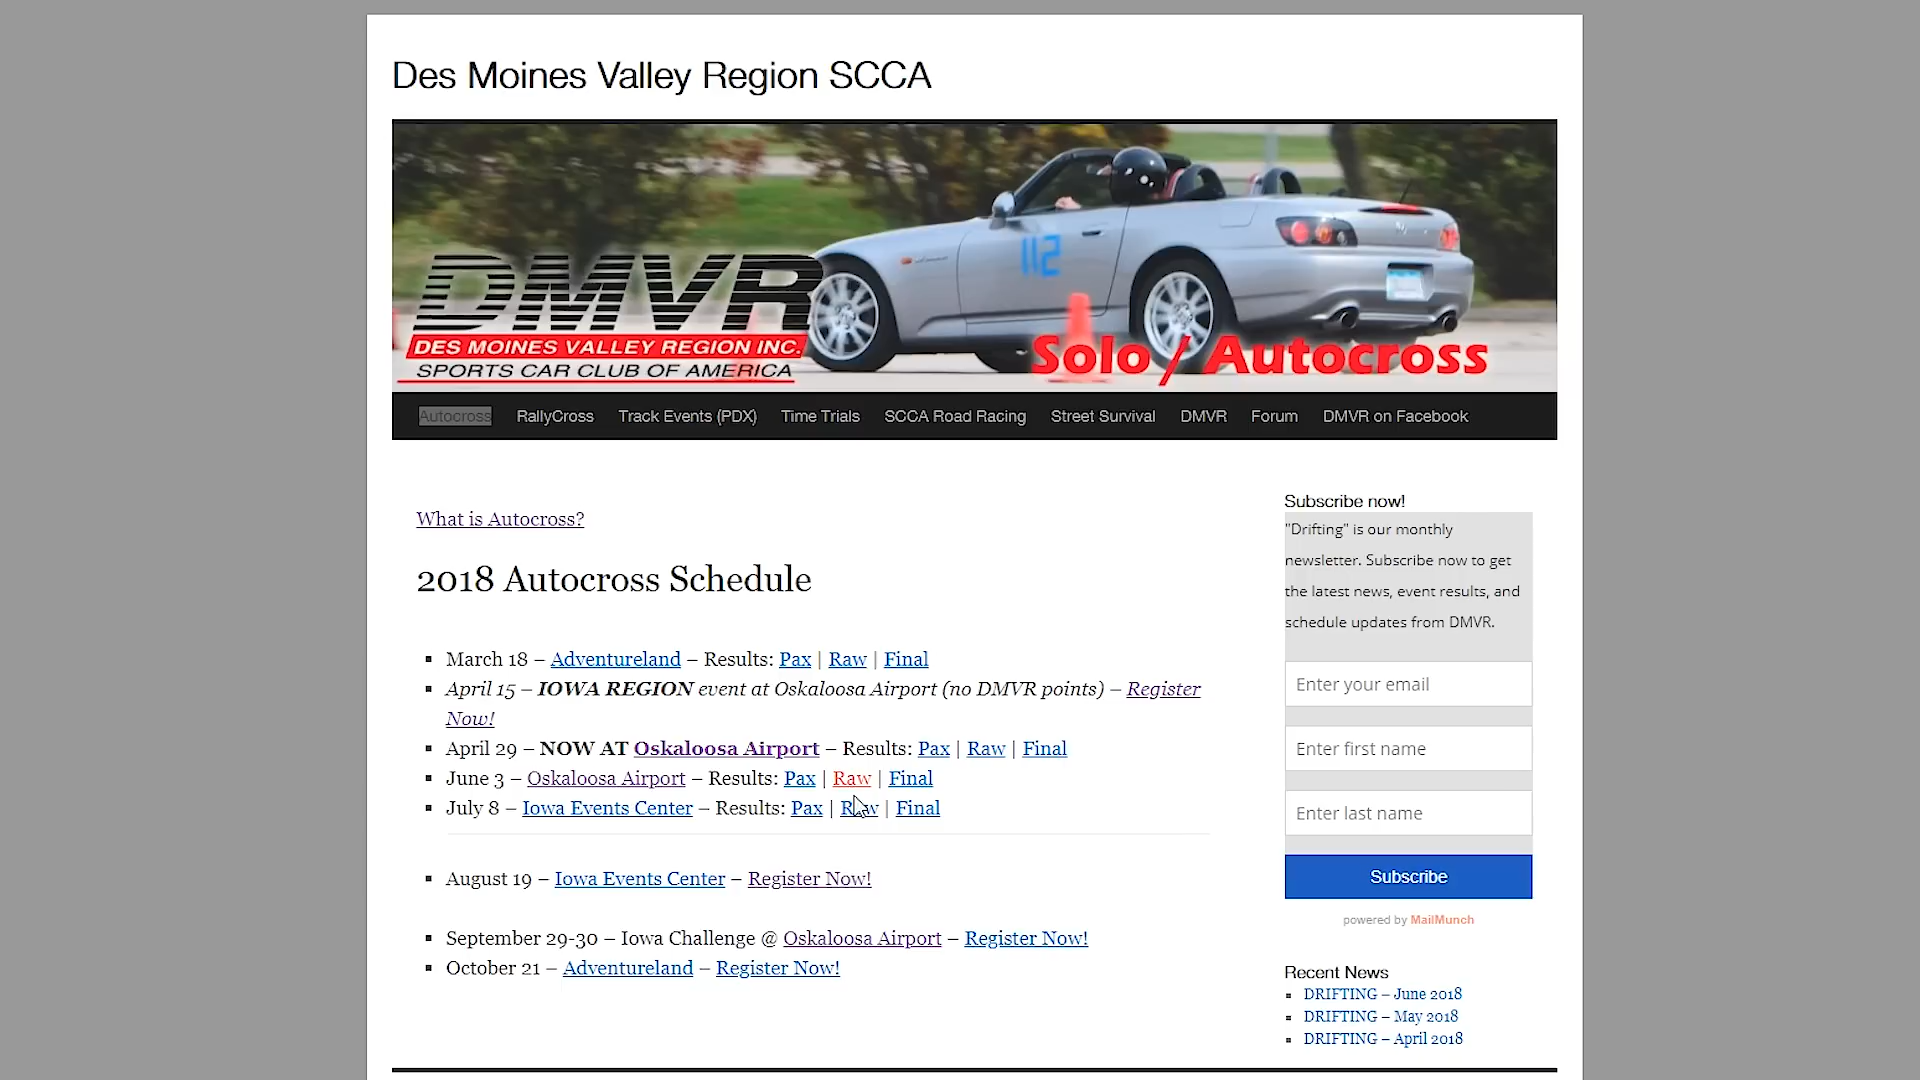 Des Moines Valley Region SCCA
112
DMVR
DES MOINES VALLEY REGION INC.
SPORTS CAR CLUB OF AMERICA
Solo / Autocross
Autocross RallyCross Track Events (PDX) Time Trials SCCA Road Racing Street Survival DMVR Forum DMVR on Facebook
What is Autocross?
2018 Autocross Schedule
March 18 – Adventureland – Results: Pax | Raw | Final
April 15 – IOWA REGION event at Oskaloosa Airport (no DMVR points) – Register
Now!
April 29 – NOW AT Oskaloosa Airport – Results: Pax | Raw | Final
June 3 – Oskaloosa Airport – Results: Pax | Raw | Final
July 8 – Iowa Events Center – Results: Pax | Raw | Final
August 19 – Iowa Events Center – Register Now!
September 29-30 – Iowa Challenge @ Oskaloosa Airport – Register Now!
October 21 – Adventureland – Register Now!
Subscribe now!
"Drifting" is our monthly
newsletter. Subscribe now to get
the latest news, event results, and
schedule updates from DMVR.
Enter your email
Enter first name
Enter last name
Subscribe
powered by MailMunch
Recent News
DRIFTING – June 2018
DRIFTING – May 2018
DRIFTING – April 2018